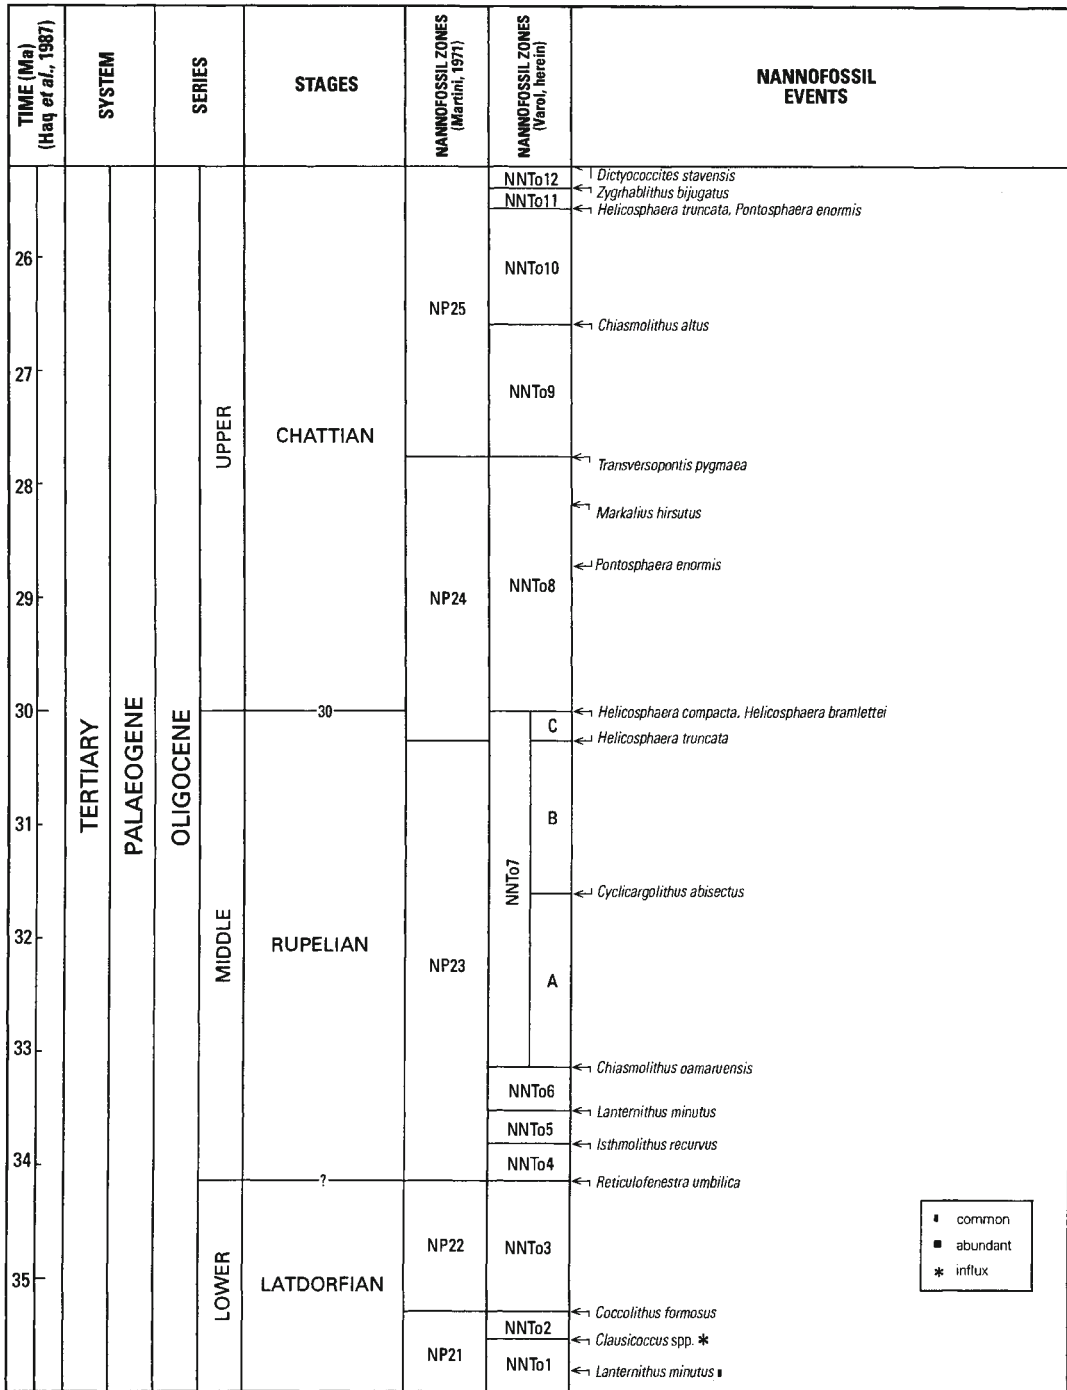 TIME (Ma)
(Haq et al., 1987)
SYSTEM
SERIES
STAGES
NANNOFOSSIL ZONES
(Martini, 1971)
NANNOFOSSIL ZONES
(Varol, herein)
NANNOFOSSIL
EVENTS
26
27
28
29
30
31
32
33
34
35
TERTIARY
PALAEOGENE
OLIGOCENE
UPPER
MIDDLE
LOWER
CHATTIAN
30
RUPELIAN
?
LATDORFIAN
NP25
NP24
NP23
NP22
NP21
NNTo12
NNTo11
NNTo10
NNTo9
NNTo8
NNTo7
C
B
A
NNTo6
NNTo5
NNTo4
NNTo3
NNTo2
NNTo1
Dictyococcites stavensis
Zygrhablithus bijugatus
Helicosphaera truncata, Pontosphaera enormis
Chiasmolithus altus
Transversopontis pygmaea
Markalius hirsutus
Pontosphaera enormis
Helicosphaera compacta, Helicosphaera bramlettei
Helicosphaera truncata
Cyclicargolithus abisectus
Chiasmolithus oamaruensis
Lanternithus minutus
Isthmolithus recurvus
Reticulofenestra umbilica
Coccolithus formosus
Clausicoccus spp. *
Lanternithus minutus ▮
▮ common
■ abundant
* influx